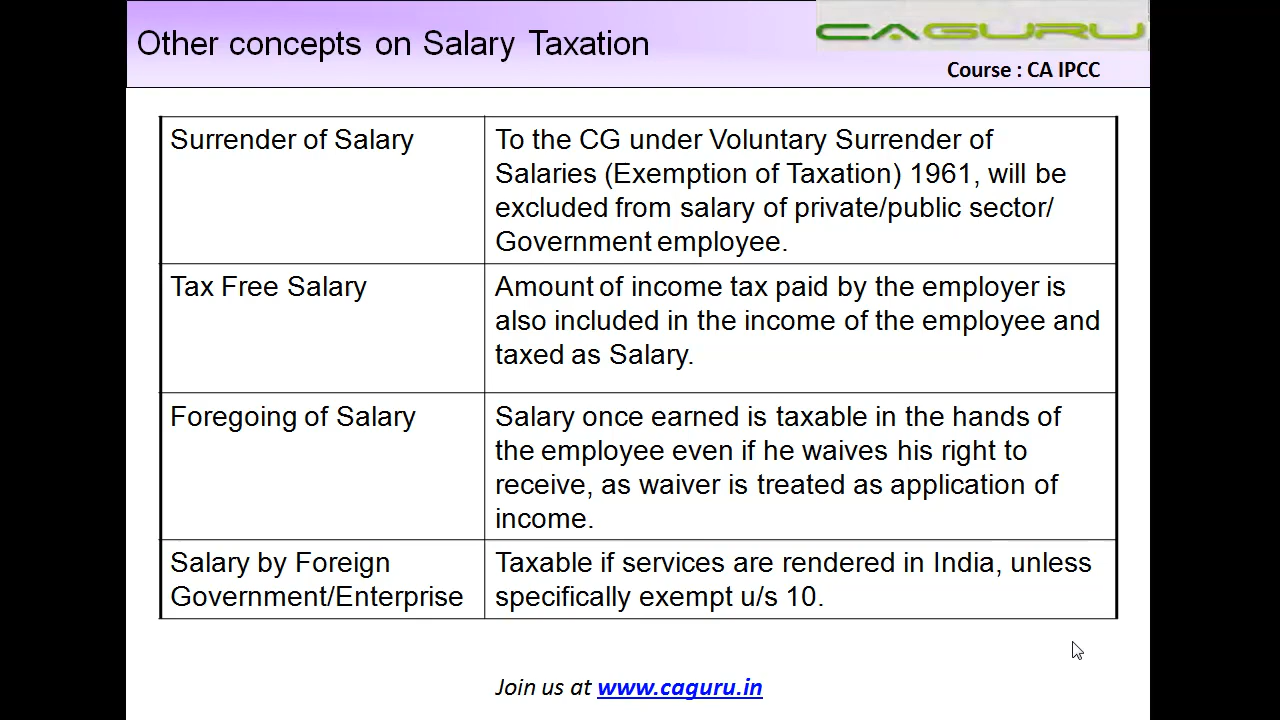 Other concepts on Salary Taxation
CAGURU
Course : CA IPCC
Surrender of Salary
To the CG under Voluntary Surrender of
Salaries (Exemption of Taxation) 1961, will be
excluded from salary of private/public sector/
Government employee.
Tax Free Salary
Amount of income tax paid by the employer is
also included in the income of the employee and
taxed as Salary.
Foregoing of Salary
Salary once earned is taxable in the hands of
the employee even if he waives his right to
receive, as waiver is treated as application of
income.
Salary by Foreign
Government/Enterprise
Taxable if services are rendered in India, unless
specifically exempt u/s 10.
Join us at www.caguru.in